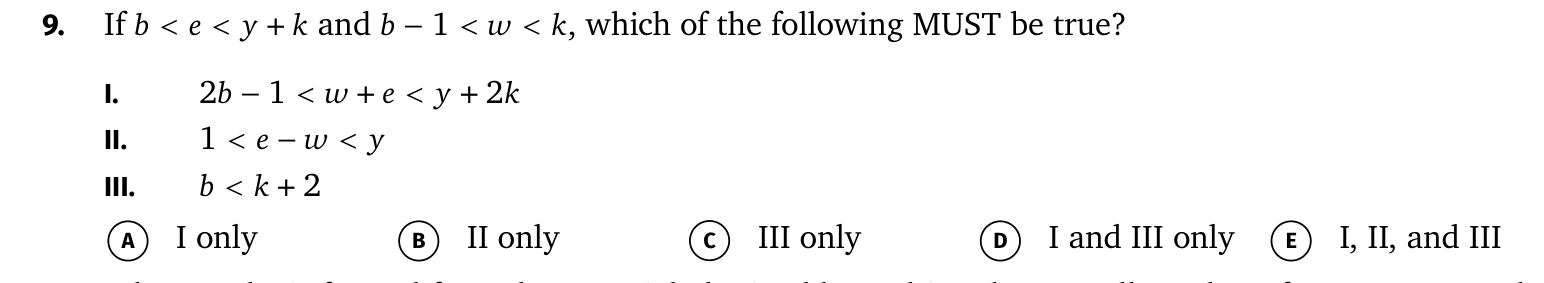 9. If b < e < y + k and b − 1 < w < k, which of the following MUST be true?
I. 2b − 1 < w + e < y + 2k
II. 1 < e − w < y
III. b < k + 2
A I only B II only C III only D I and III only E I, II, and III